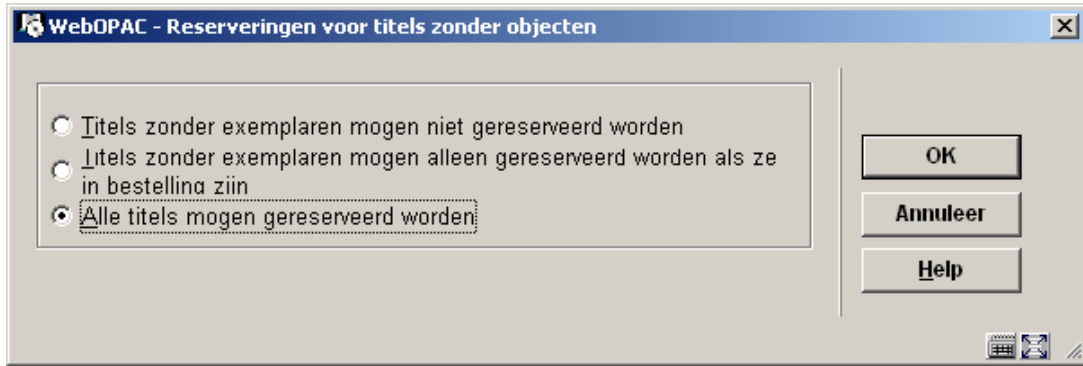 WebOPAC - Reserveringen voor titels zonder objecten
Titels zonder exemplaren mogen niet gereserveerd worden
Titels zonder exemplaren mogen alleen gereserveerd worden als ze
in bestelling zijn
Alle titels mogen gereserveerd worden
OK
Annuleer
Help